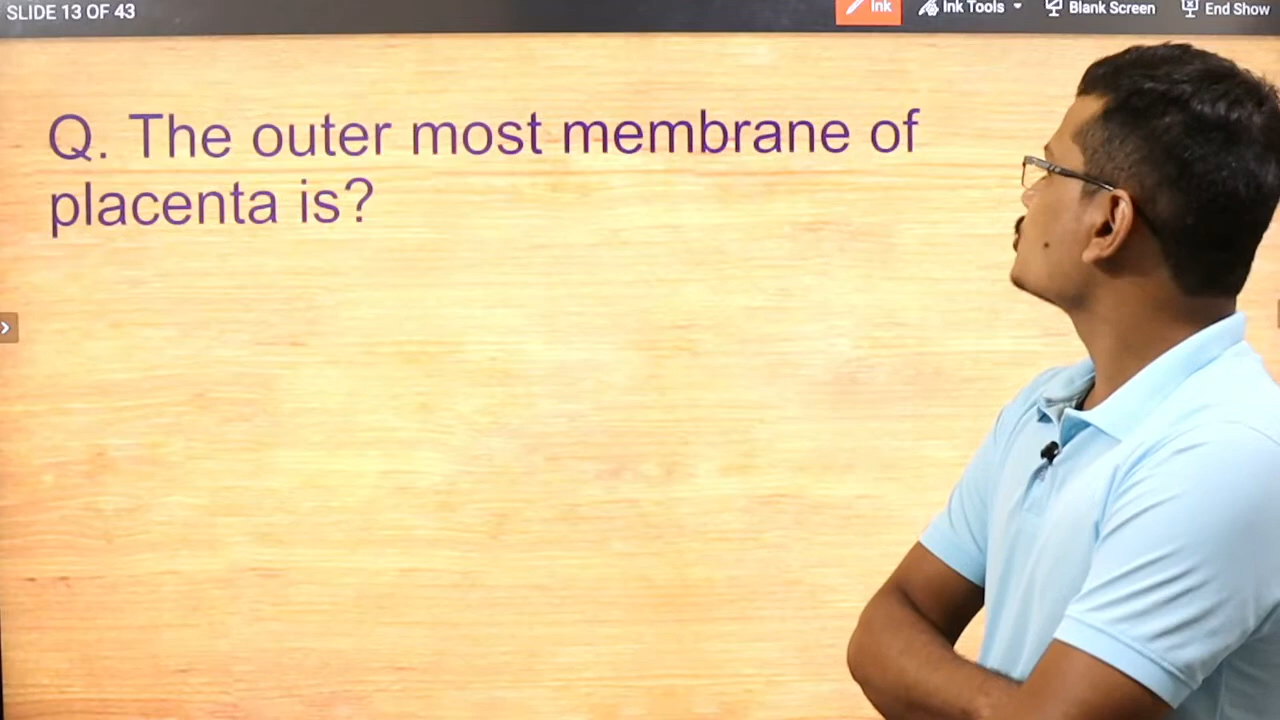 SLIDE 13 OF 43
Ink
Ink Tools
Blank Screen
End Show
Q. The outer most membrane of
placenta is?